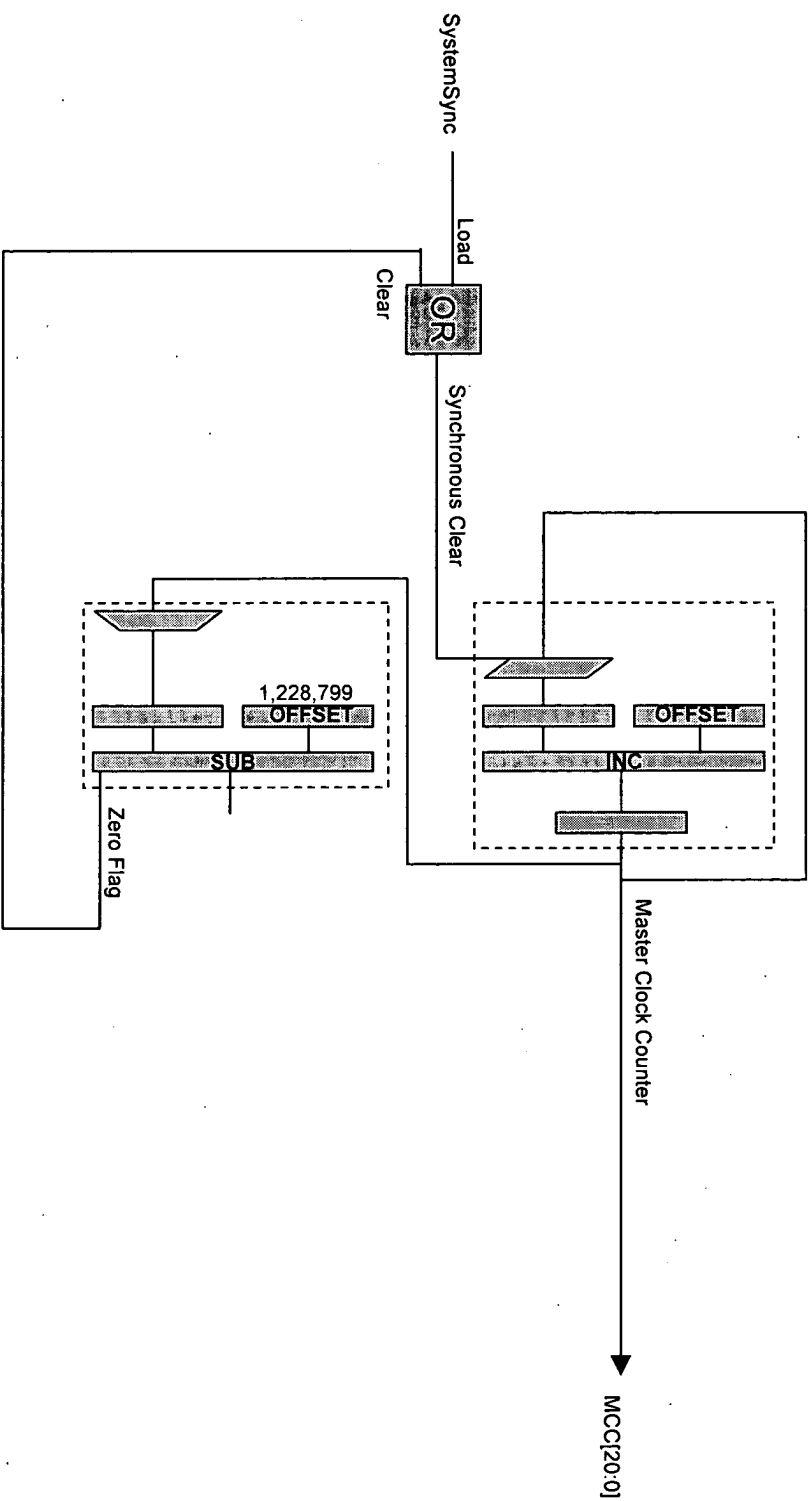 SystemSync
Load
OR
Clear
Synchronous Clear
1,228,799
OFFSET
SUB
Zero Flag
OFFSET
INC
Master Clock Counter
MCC[20:0]